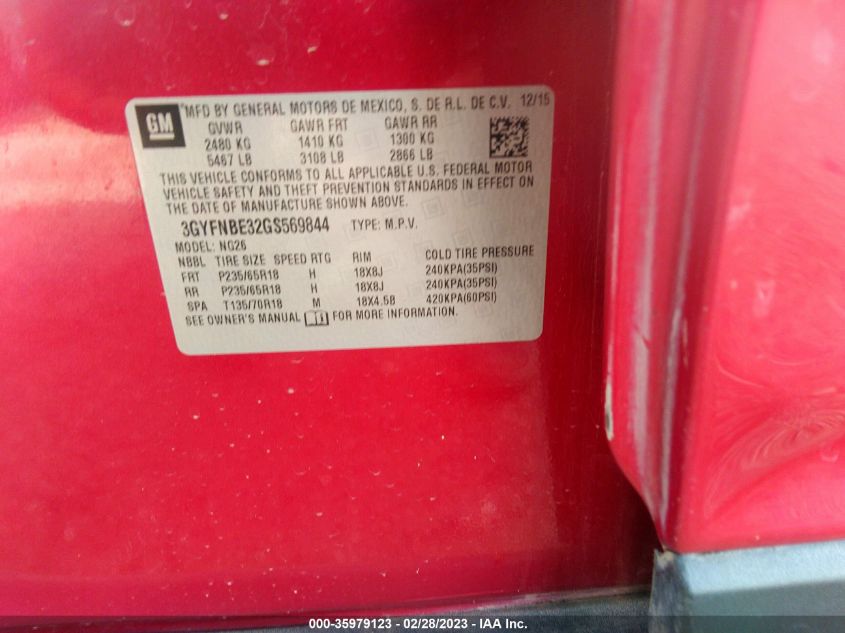 GM
MFD BY GENERAL MOTORS DE MEXICO, S. DE R.L. DE C.V. 12/15
GVWR GAWR FRT GAWR RR
2480 KG 1410 KG 1300 KG
5467 LB 3108 LB 2866 LB
THIS VEHICLE CONFORMS TO ALL APPLICABLE U.S. FEDERAL MOTOR
VEHICLE SAFETY AND THEFT PREVENTION STANDARDS IN EFFECT ON
THE DATE OF MANUFACTURE SHOWN ABOVE.
3GYFNBE32GS569844 TYPE: M.P.V.
MODEL: NG26
NBBL TIRE SIZE SPEED RTG RIM COLD TIRE PRESSURE
FRT P235/65R18 H 18X8J 240KPA(35PSI)
RR P235/65R18 H 18X8J 240KPA(35PSI)
SPA T135/70R18 M 18X4.5B 420KPA(60PSI)
SEE OWNER'S MANUAL FOR MORE INFORMATION.
000-35979123 - 02/28/2023 - © IAA Inc.